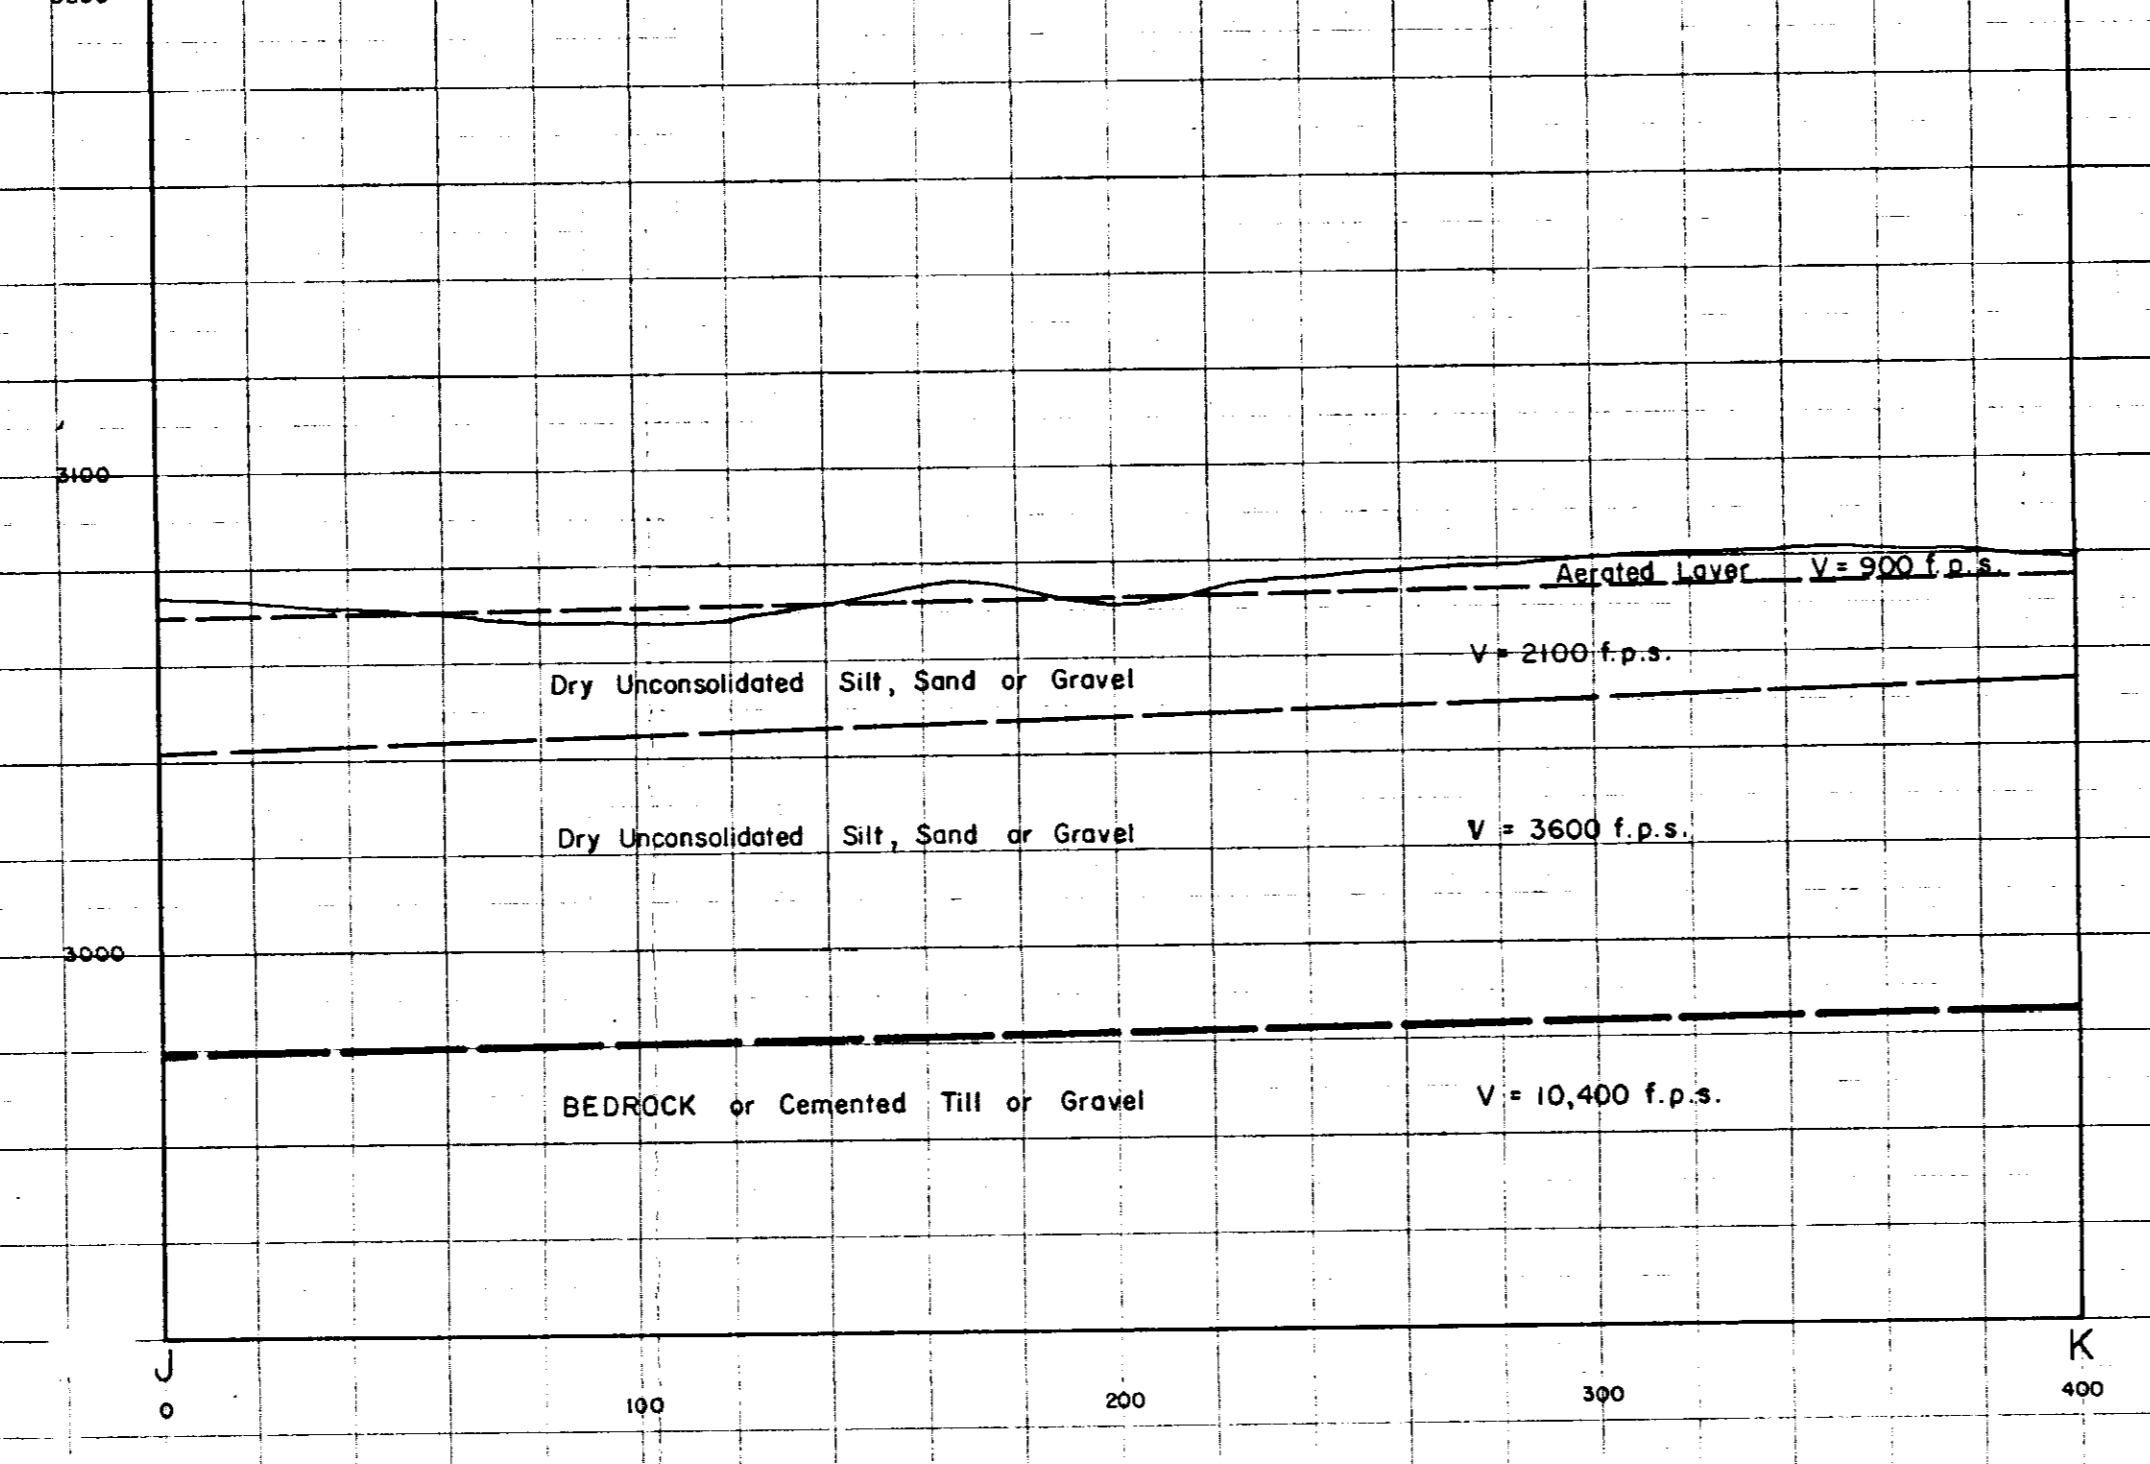 3100
Aerated Layer V = 900 f.p.s.
V = 2100 f.p.s.
Dry Unconsolidated Silt, Sand or Gravel
Dry Unconsolidated Silt, Sand or Gravel V = 3600 f.p.s.
3000
BEDROCK or Cemented Till or Gravel V = 10,400 f.p.s.
J K
0 100 200 300 400